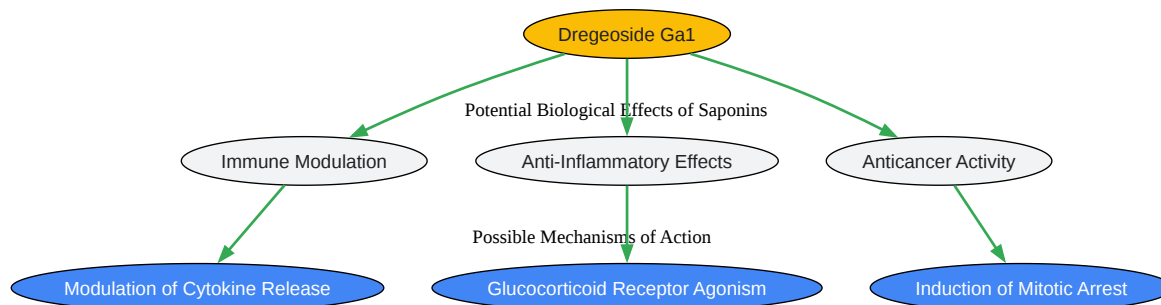 Dregeoside Ga1
Potential Biological Effects of Saponins
Immune Modulation
Anti-Inflammatory Effects
Anticancer Activity
Possible Mechanisms of Action
Modulation of Cytokine Release
Glucocorticoid Receptor Agonism
Induction of Mitotic Arrest